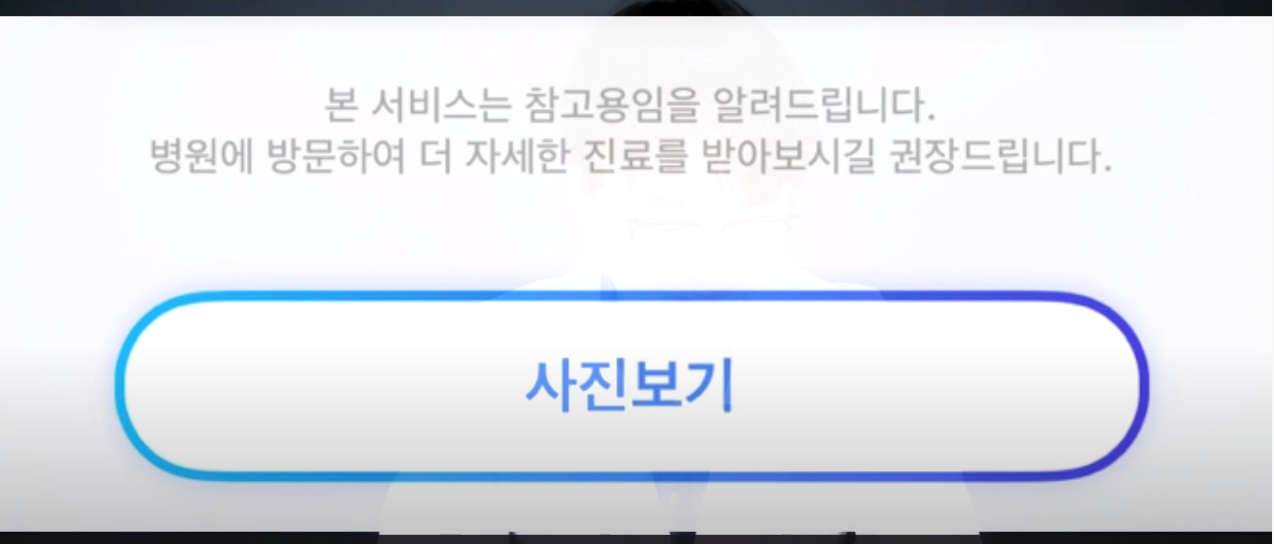 본 서비스는 참고용임을 알려드립니다.
병원에 방문하여 더 자세한 진료를 받아보시길 권장드립니다.
사진보기